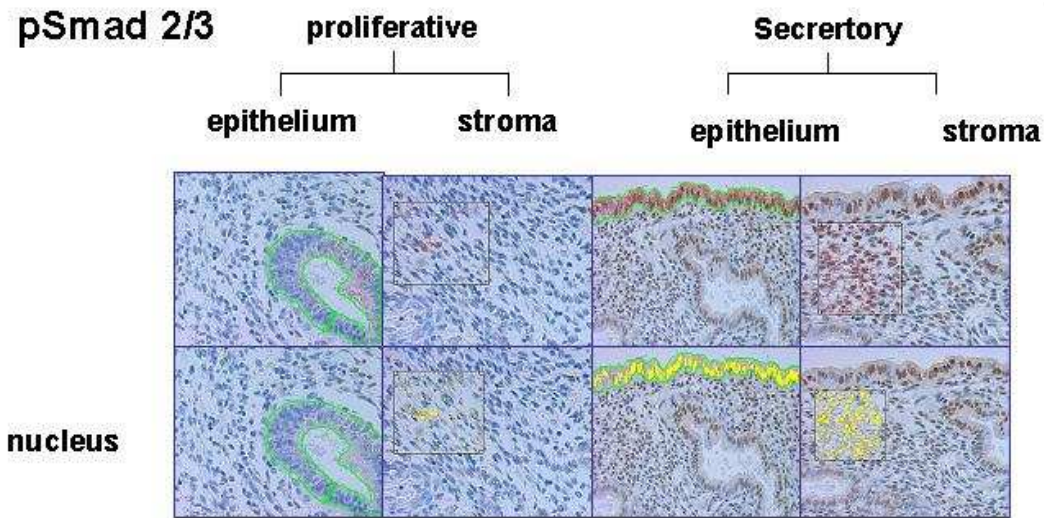 pSmad 2/3
proliferative
Secrertory
epithelium
stroma
epithelium
stroma
nucleus